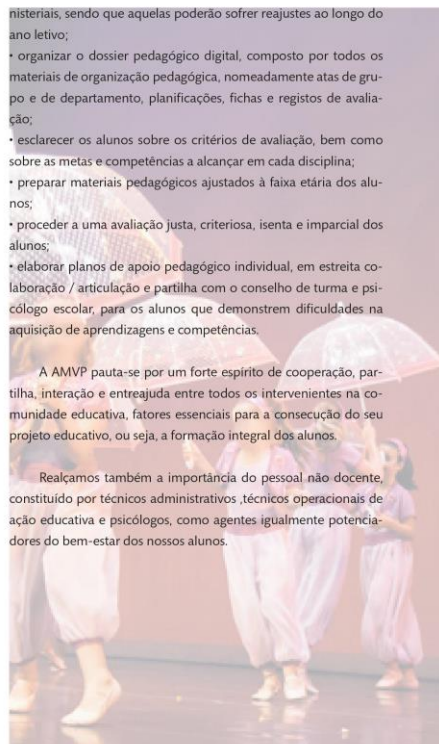 nisteriais, sendo que aquelas poderão sofrer reajustes ao longo do
ano letivo;
• organizar o dossier pedagógico digital, composto por todos os
materiais de organização pedagógica, nomeadamente atas de gru-
po e de departamento, planificações, fichas e registos de avalia-
ção;
• esclarecer os alunos sobre os critérios de avaliação, bem como
sobre as metas e competências a alcançar em cada disciplina;
• preparar materiais pedagógicos ajustados à faixa etária dos alu-
nos;
• proceder a uma avaliação justa, criteriosa, isenta e imparcial dos
alunos;
• elaborar planos de apoio pedagógico individual, em estreita co-
laboração / articulação e partilha com o conselho de turma e psi-
cólogo escolar, para os alunos que demonstrem dificuldades na
aquisição de aprendizagens e competências.
A AMVP pauta-se por um forte espírito de cooperação, par-
tilha, interação e entreajuda entre todos os intervenientes na co-
munidade educativa, fatores essenciais para a consecução do seu
projeto educativo, ou seja, a formação integral dos alunos.
Realçamos também a importância do pessoal não docente,
constituído por técnicos administrativos ,técnicos operacionais de
ação educativa e psicólogos, como agentes igualmente potencia-
dores do bem-estar dos nossos alunos.